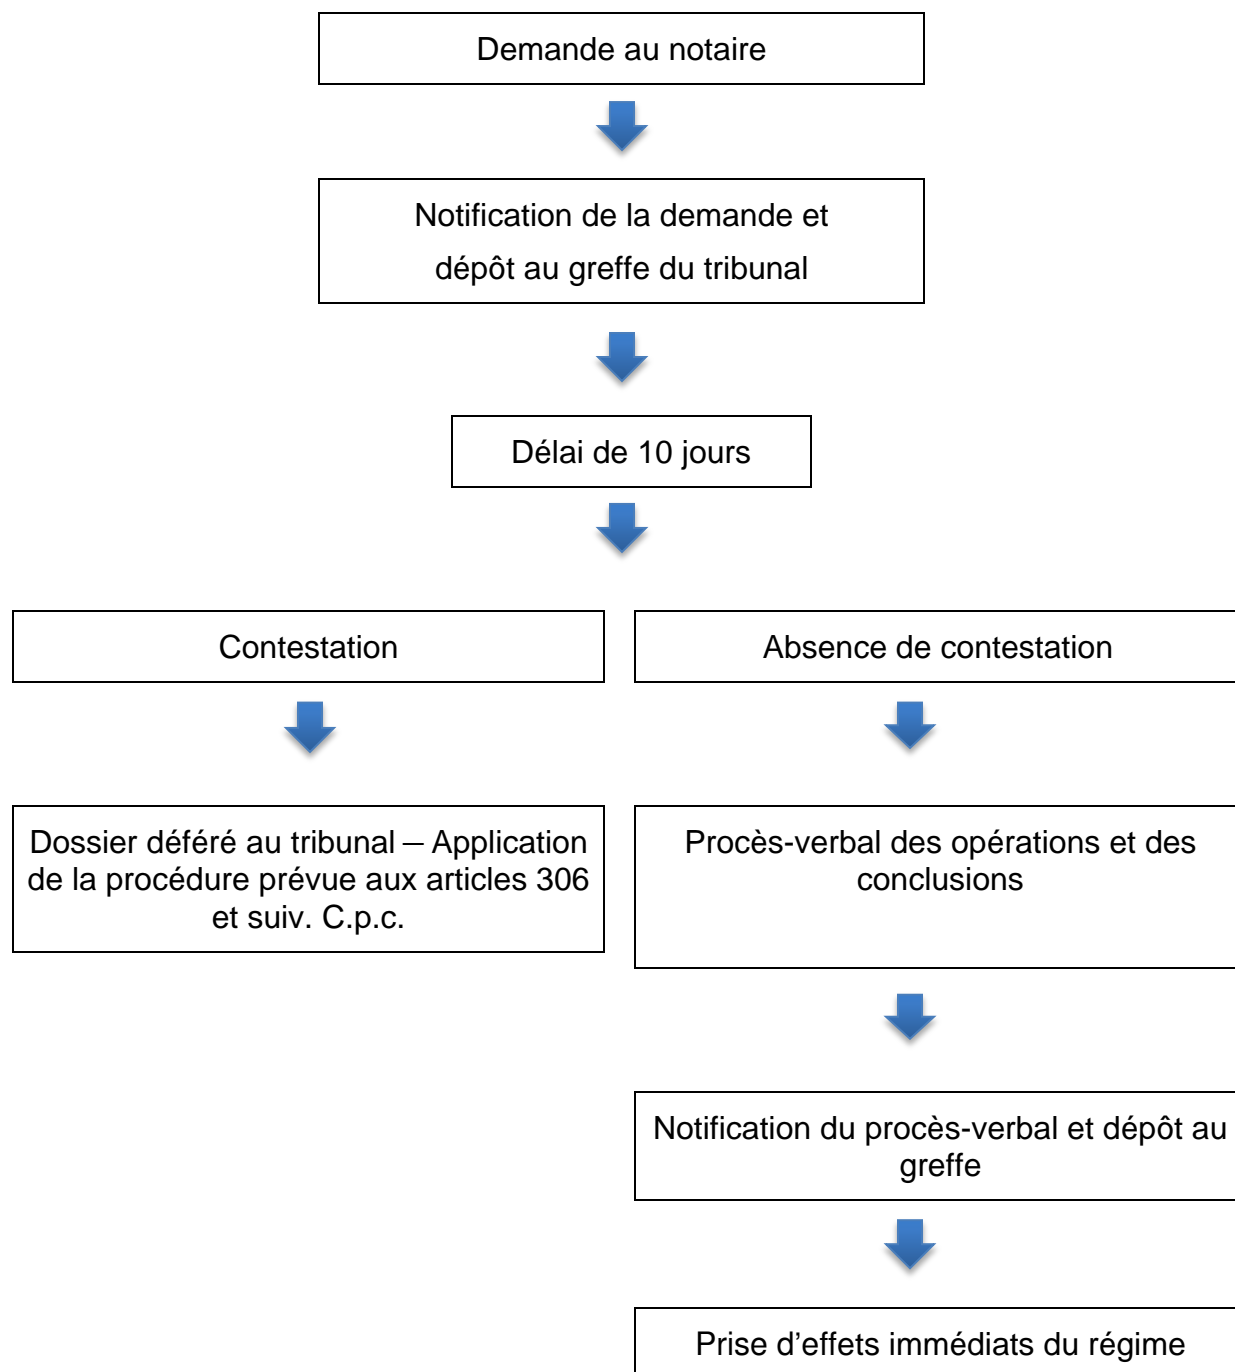 Demande au notaire
Notification de la demande et
dépôt au greffe du tribunal
Délai de 10 jours
Contestation
Absence de contestation
Dossier déféré au tribunal — Application
de la procédure prévue aux articles 306
et suiv. C.p.c.
Procès-verbal des opérations et des
conclusions
Notification du procès-verbal et dépôt au
greffe
Prise d’effets immédiats du régime